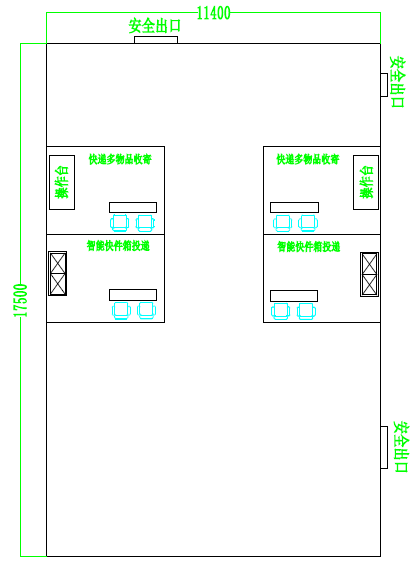 11400
安全出口
安全出口
快递多物品收寄
快递多物品收寄
操作台
操作台
智能快件箱投递
智能快件箱投递
17500
安全出口